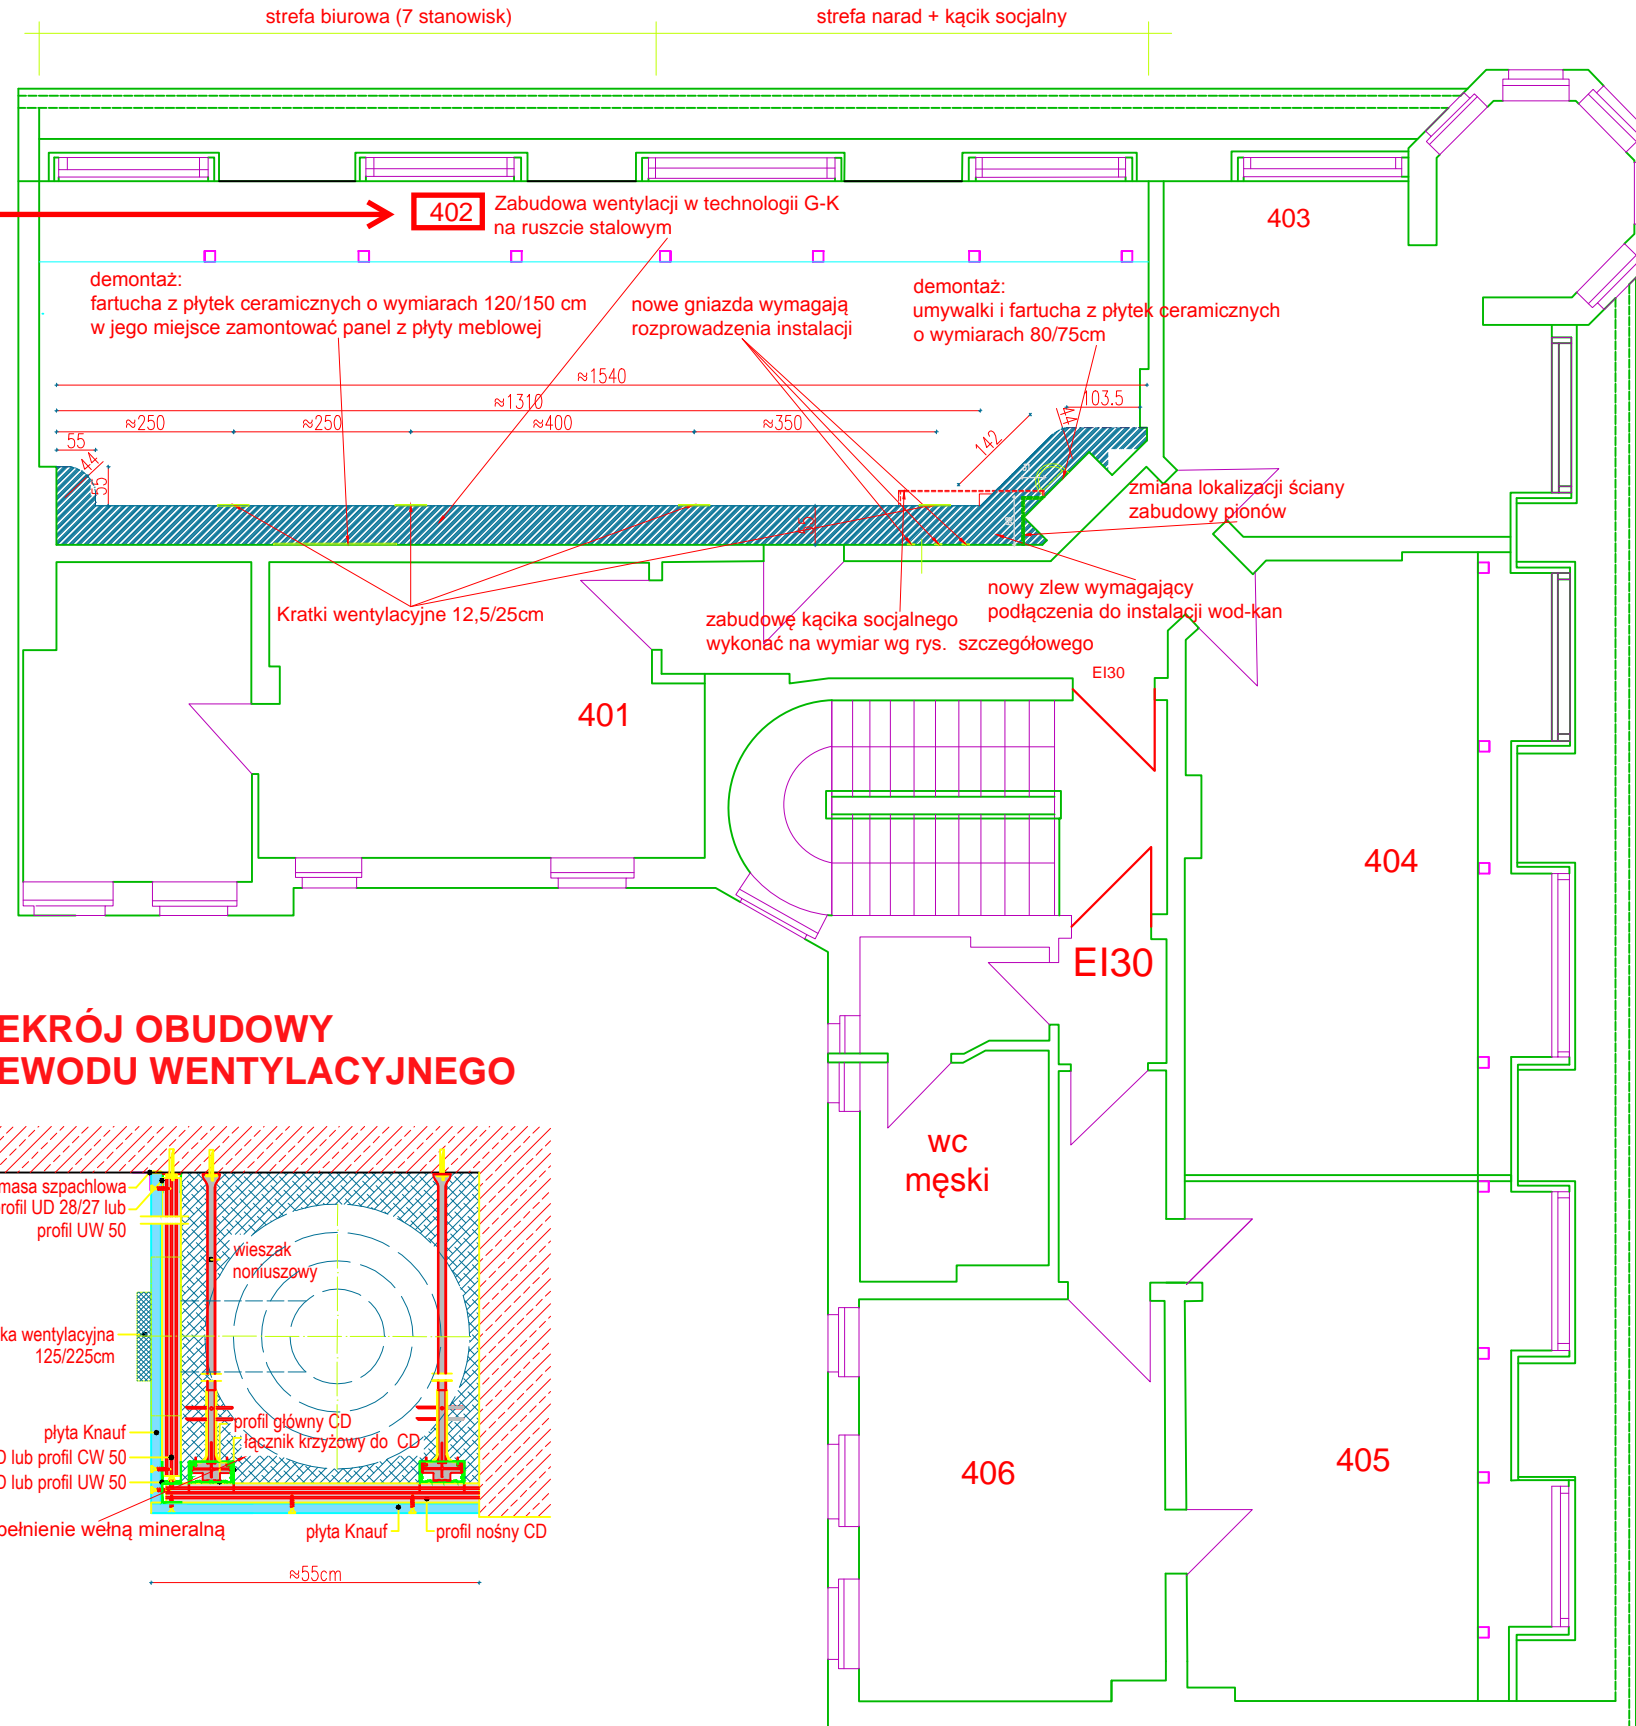 strefa biurowa (7 stanowisk)
strefa narad + kącik socjalny
402
Zabudowa wentylacji w technologii G-K
na ruszcie stalowym
403
demontaż:
fartucha z płytek ceramicznych o wymiarach 120/150 cm
w jego miejsce zamontować panel z płyty meblowej
nowe gniazda wymagają
rozprowadzenia instalacji
demontaż:
umywalki i fartucha z płytek ceramicznych
o wymiarach 80/75cm
≈1540
≈1310
103.5
≈250
≈250
≈400
≈350
44
142
55
44
55
45
zmiana lokalizacji ściany
zabudowy pionów
Kratki wentylacyjne 12,5/25cm
nowy zlew wymagający
podłączenia do instalacji wod-kan
zabudowę kącika socjalnego
wykonać na wymiar wg rys. szczegółowego
EI30
401
404
EI30
EKRÓJ OBUDOWY
EWODU WENTYLACYJNEGO
wc
męski
masa szpachlowa
rofil UD 28/27 lub
profil UW 50
wieszak
noniuszowy
ka wentylacyjna
125/225cm
płyta Knauf
profil główny CD
łącznik krzyżowy do CD
D lub profil CW 50
D lub profil UW 50
pełnienie wełną mineralną
płyta Knauf
profil nośny CD
≈55cm
406
405